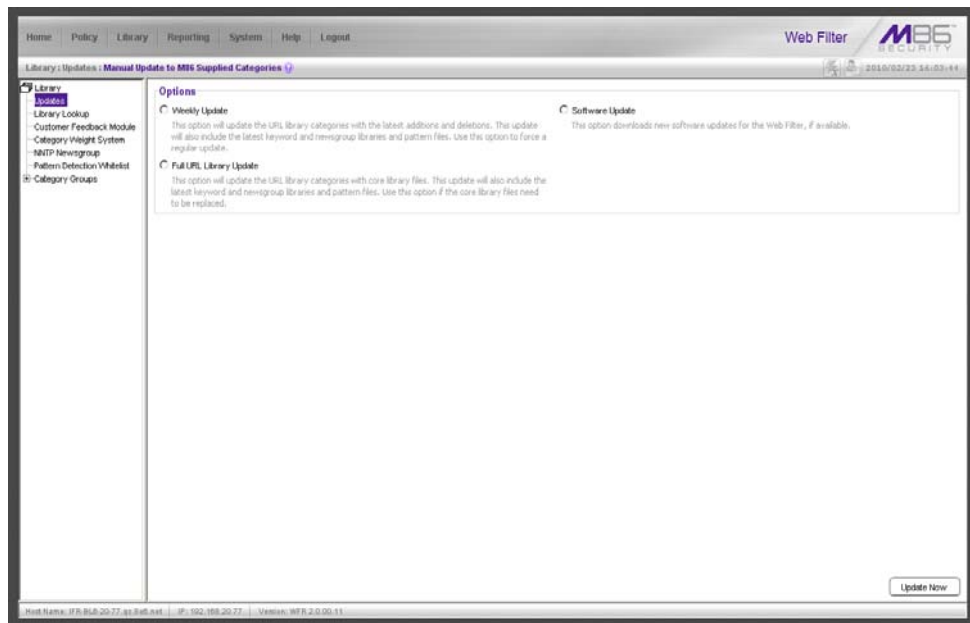 Home Policy Library Reporting System Help Logout
Web Filter
M86 SECURITY
Library : Updates : Manual Update to M86 Supplied Categories
2010/02/23 14:03:44
Library
Updates
Library Lookup
Customer Feedback Module
Category Weight System
NNTP Newsgroup
Pattern Detection Whitelist
Category Groups
Options
Weekly Update
This option will update the URL library categories with the latest additions and deletions. This update
will also include the latest keyword and newsgroup libraries and pattern files. Use this option to force a
regular update.
Full URL Library Update
This option will update the URL library categories with core library files. This update will also include the
latest keyword and newsgroup libraries and pattern files. Use this option if the core library files need
to be replaced.
Software Update
This option downloads new software updates for the Web Filter, if available.
Update Now
Host Name: IP: 192.168.20.77 Version: WFR 2.0.00.11